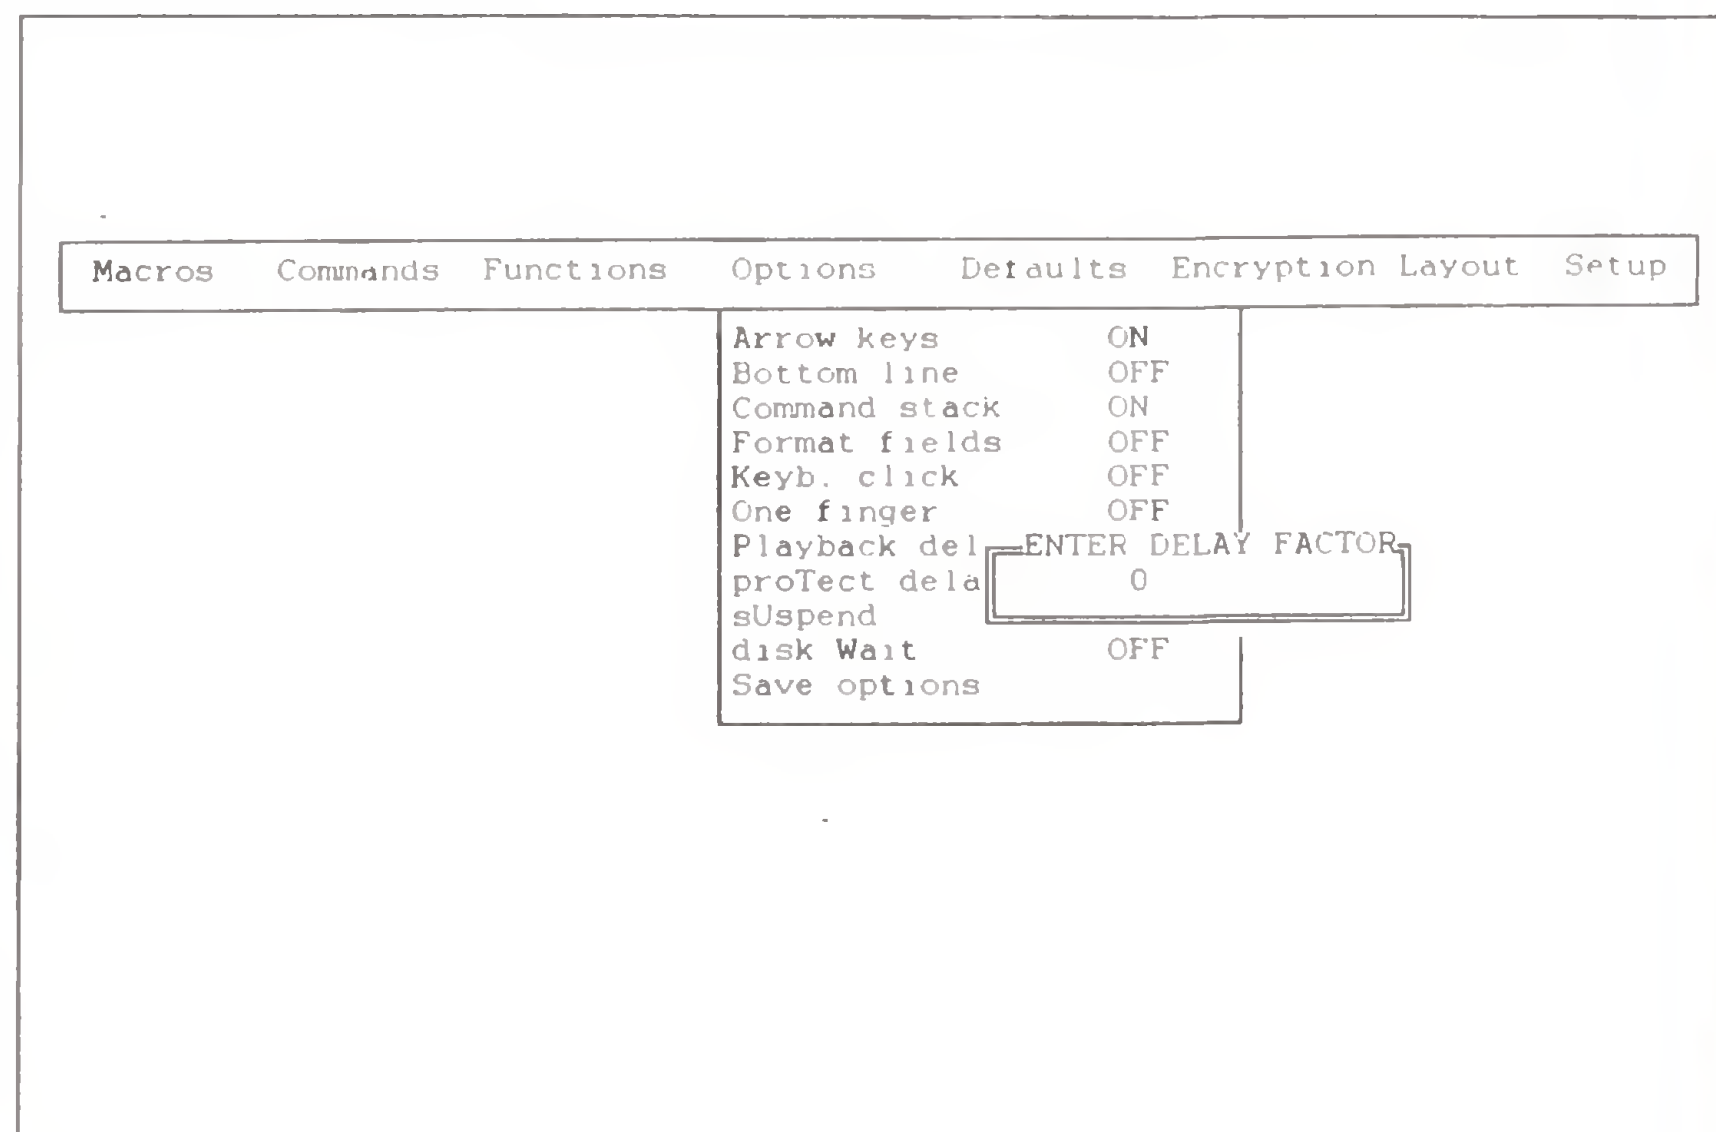 Macros Commands Functions Options Defaults Encryption Layout Setup
Arrow keys ON
Bottom line OFF
Command stack ON
Format fields OFF
Keyb. click OFF
One finger OFF
Playback del ENTER DELAY FACTOR
proTect dela 0
sUspend
disk Wait OFF
Save options